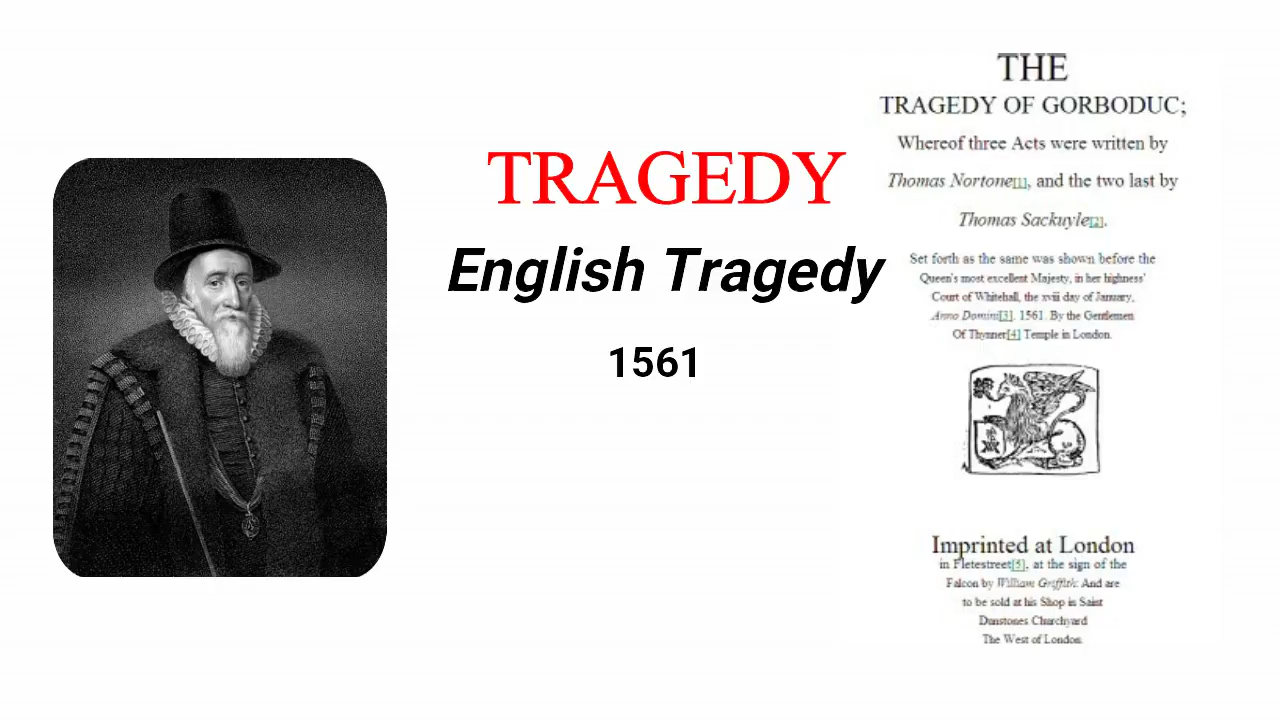 TRAGEDY
English Tragedy
1561
THE
TRAGEDY OF GORBODUC;
Whereof three Acts were written by
Thomas Nortone[1], and the two last by
Thomas Sackuyle[2].
Set forth as the same was shown before the
Queen's most excellent Majesty, in her highness'
Court of Whitehall, the xviii day of January,
Anno Domini[3]. 1561. By the Gentlemen
Of Thynner[4] Temple in London.
Imprinted at London
in Fletestreet[5], at the sign of the
Falcon by William Griffith: And are
to be sold at his Shop in Saint
Dunstones Churchyard
The West of London.